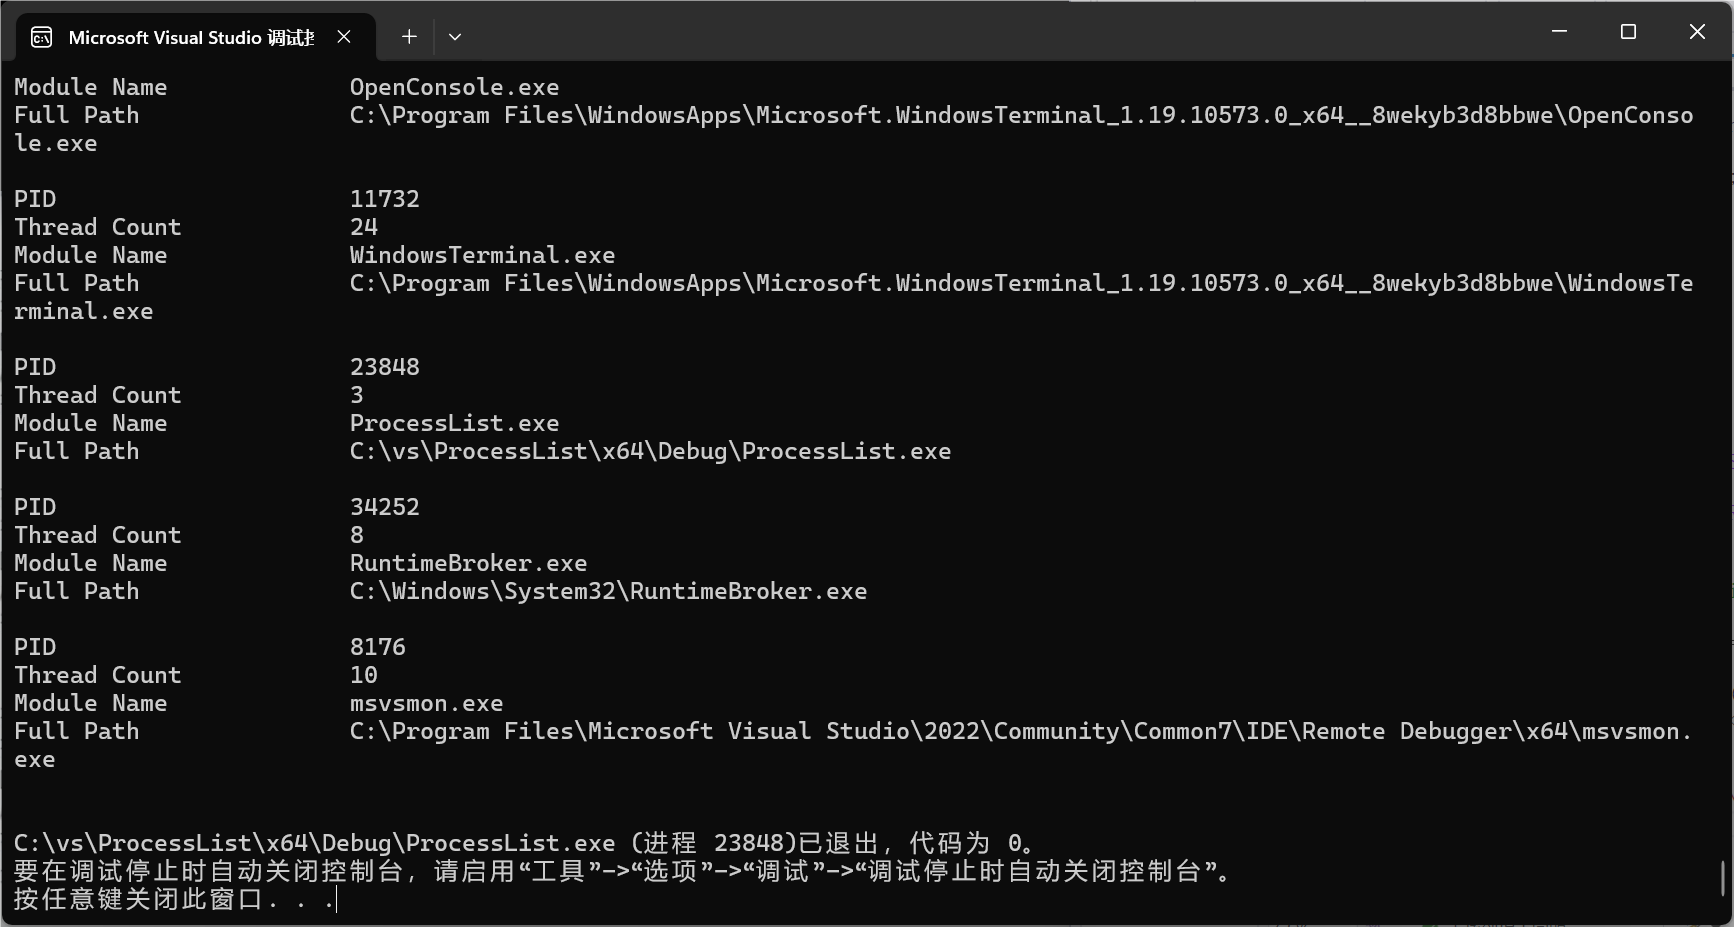 Microsoft Visual Studio 调试
Module Name OpenConsole.exe
Full Path C:\Program Files\WindowsApps\Microsoft.WindowsTerminal_1.19.10573.0_x64__8wekyb3d8bbwe\OpenConso
le.exe
PID 11732
Thread Count 24
Module Name WindowsTerminal.exe
Full Path C:\Program Files\WindowsApps\Microsoft.WindowsTerminal_1.19.10573.0_x64__8wekyb3d8bbwe\WindowsTe
rminal.exe
PID 23848
Thread Count 3
Module Name ProcessList.exe
Full Path C:\vs\ProcessList\x64\Debug\ProcessList.exe
PID 34252
Thread Count 8
Module Name RuntimeBroker.exe
Full Path C:\Windows\System32\RuntimeBroker.exe
PID 8176
Thread Count 10
Module Name msvsmon.exe
Full Path C:\Program Files\Microsoft Visual Studio\2022\Community\Common7\IDE\Remote Debugger\x64\msvsmon.
exe
C:\vs\ProcessList\x64\Debug\ProcessList.exe (进程 23848)已退出，代码为 0。
要在调试停止时自动关闭控制台，请启用“工具”->“选项”->“调试”->“调试停止时自动关闭控制台”。
按任意键关闭此窗口. . .